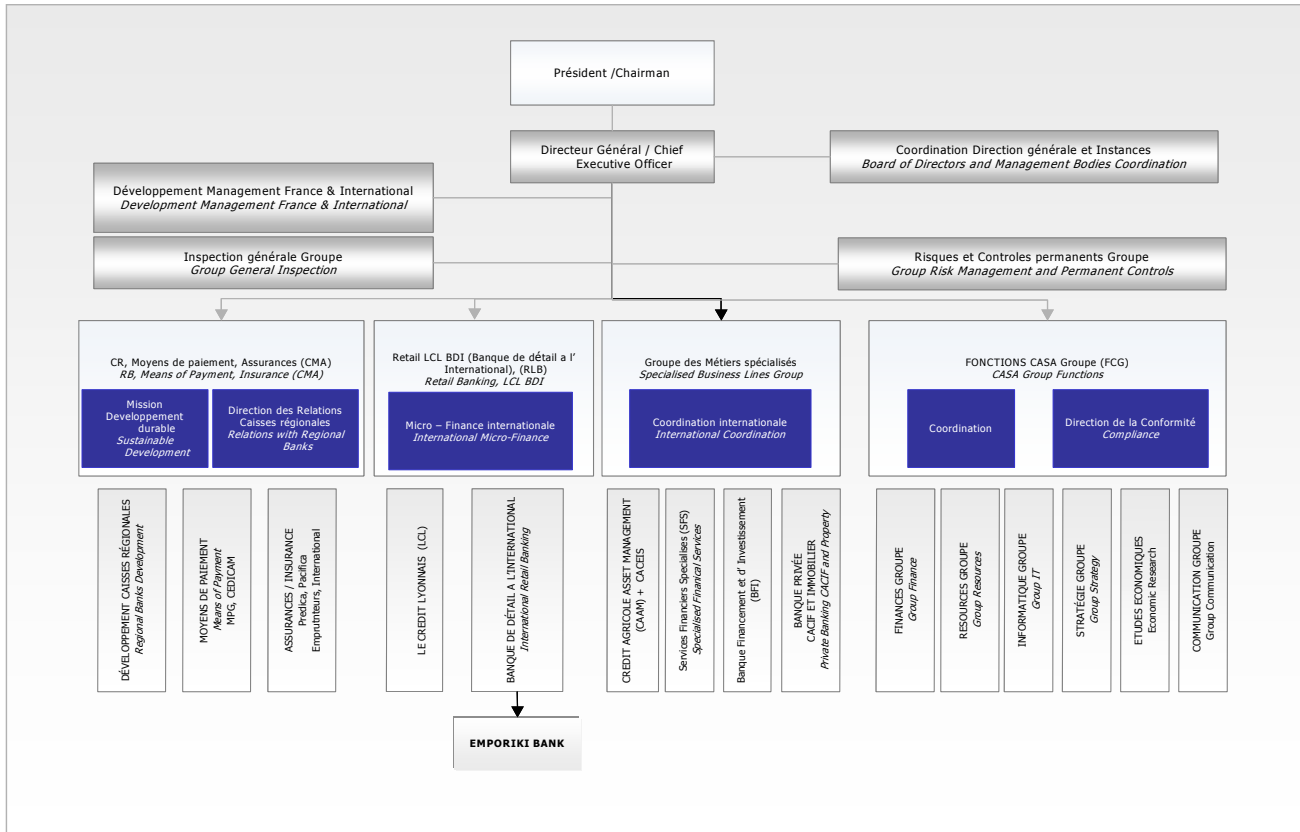 Président /Chairman
Directeur Général / Chief
Executive Officer
Coordination Direction générale et Instances
Board of Directors and Management Bodies Coordination
Développement Management France & International
Development Management France & International
Inspection générale Groupe
Group General Inspection
Risques et Controles permanents Groupe
Group Risk Management and Permanent Controls
CR, Moyens de paiement, Assurances (CMA)
RB, Means of Payment, Insurance (CMA)
Mission
Developpement
durable
Sustainable
Development
Direction des Relations
Caisses régionales
Relations with Regional
Banks
Retail LCL BDI (Banque de détail a l’
International), (RLB)
Retail Banking, LCL BDI
Micro – Finance internationale
International Micro-Finance
Groupe des Métiers spécialisés
Specialised Business Lines Group
Coordination internationale
International Coordination
FONCTIONS CASA Groupe (FCG)
CASA Group Functions
Coordination
Direction de la Conformité
Compliance
DÉVELOPPEMENT CAISSES RÉGIONALES
Regional Banks Development
MOYENS DE PAIEMENT
Means of Payment
MPG, CEDICAM
ASSURANCES / INSURANCE
Predica, Pacifica
Emprutnteurs, International
LE CREDIT LYONNAIS (LCL)
BANQUE DE DÉTAIL A L’INTERNATIONAL
International Retail Banking
CREDIT AGRICOLE ASSET MANAGEMENT
(CAAM) + CACEIS
Services Financiers Specialises (SFS)
Specialised Finanical Services
Banque Financement et d’ Investissement
(BFI)
BANQUE PRIVÉE
CACIF ET IMMOBILIER
Private Banking CACIF and Property
FINANCES GROUPE
Group Finance
RESOURCES GROUPE
Group Resources
INFORMATIQUE GROUPE
Group IT
STRATÉGIE GROUPE
Group Strategy
ETUDES ECONOMIQUES
Economic Research
COMMUNICATION GROUPE
Group Communication
EMPORIKI BANK